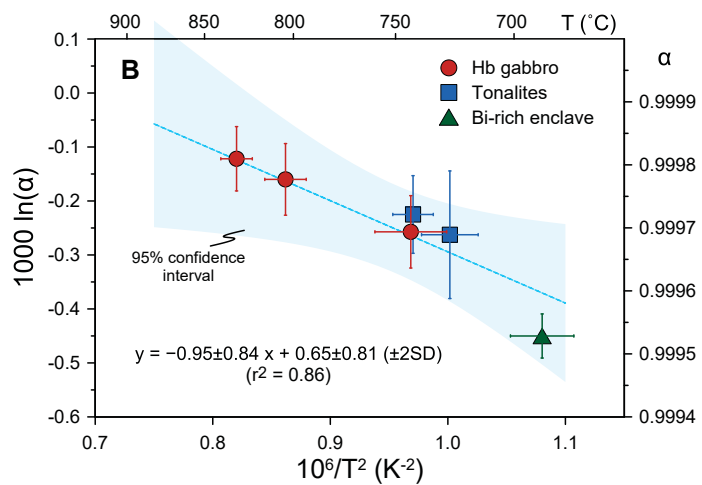 900 850 800 750 700 T (°C)
B
Hb gabbro
Tonalites
Bi-rich enclave
0.1
0.0
-0.1
-0.2
-0.3
-0.4
-0.5
-0.6
1000 ln(α)
α
0.9999
0.9998
0.9997
0.9996
0.9995
0.9994
95% confidence
interval
y = −0.95±0.84 x + 0.65±0.81 (±2SD)
(r² = 0.86)
0.7 0.8 0.9 1.0 1.1
10⁶/T² (K⁻²)